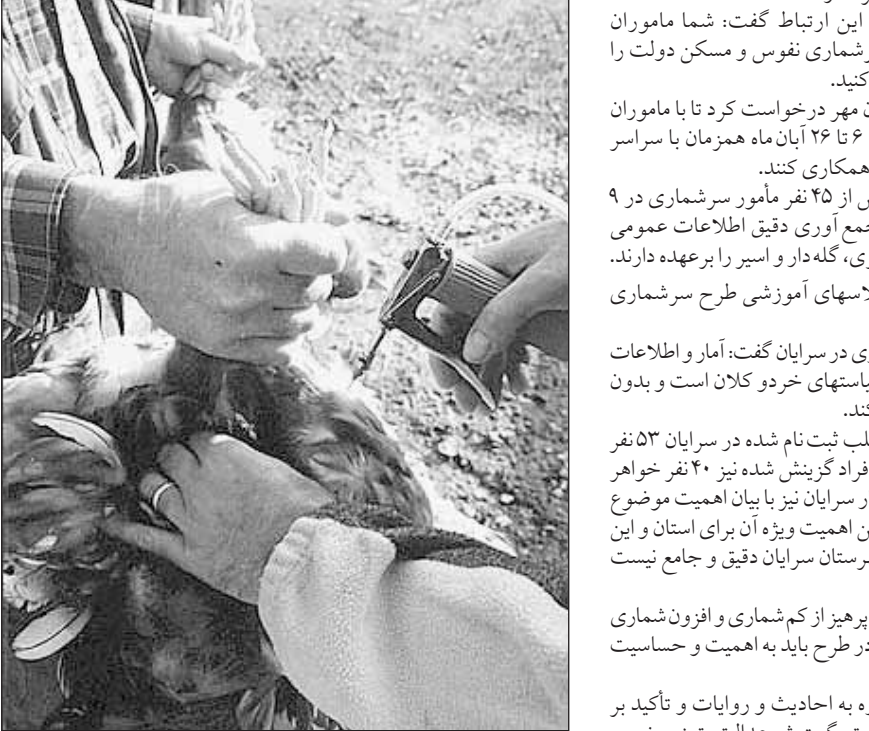 این ارتباط گفت: شما ماموران
رشماری نفوس و مسکن دولت را
کنید.
ن مهر درخواست کرد تا با ماموران
۶ تا ۲۶ آبان ماه همزمان با سراسر
همکاری کنند.
ش از ۴۵ نفر مأمور سرشماری در ۹
جمع آوری دقیق اطلاعات عمومی
ری، گله‌دار و اسیر را برعهده دارند.
لاسهای آموزشی طرح سرشماری
ی در سرایان گفت: آمار و اطلاعات
یاستهای خردو کلان است و بدون
کند.
لب ثبت نام شده در سرایان ۵۳ نفر
افراد گزینش شده نیز ۴۰ نفر خواهر
ر سرایان نیز با بیان اهمیت موضوع
ن اهمیت ویژه آن برای استان و این
رستان سرایان دقیق و جامع نیست
پرهیز از کم شماری و افزون شماری
در طرح باید به اهمیت و حساسیت
ره به احادیث و روایات و تأکید بر